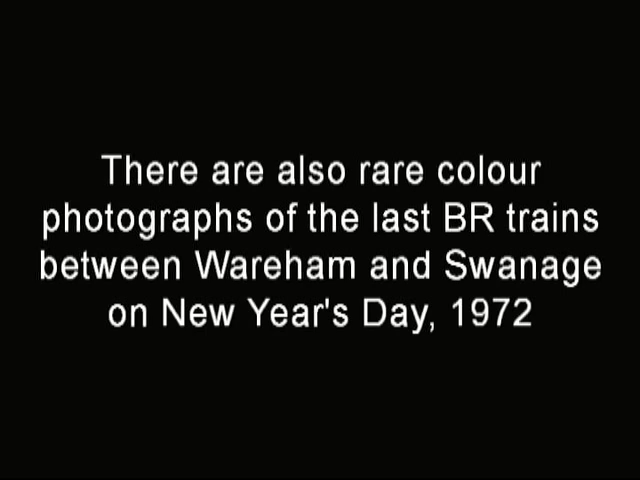 There are also rare colour
photographs of the last BR trains
between Wareham and Swanage
on New Year's Day, 1972